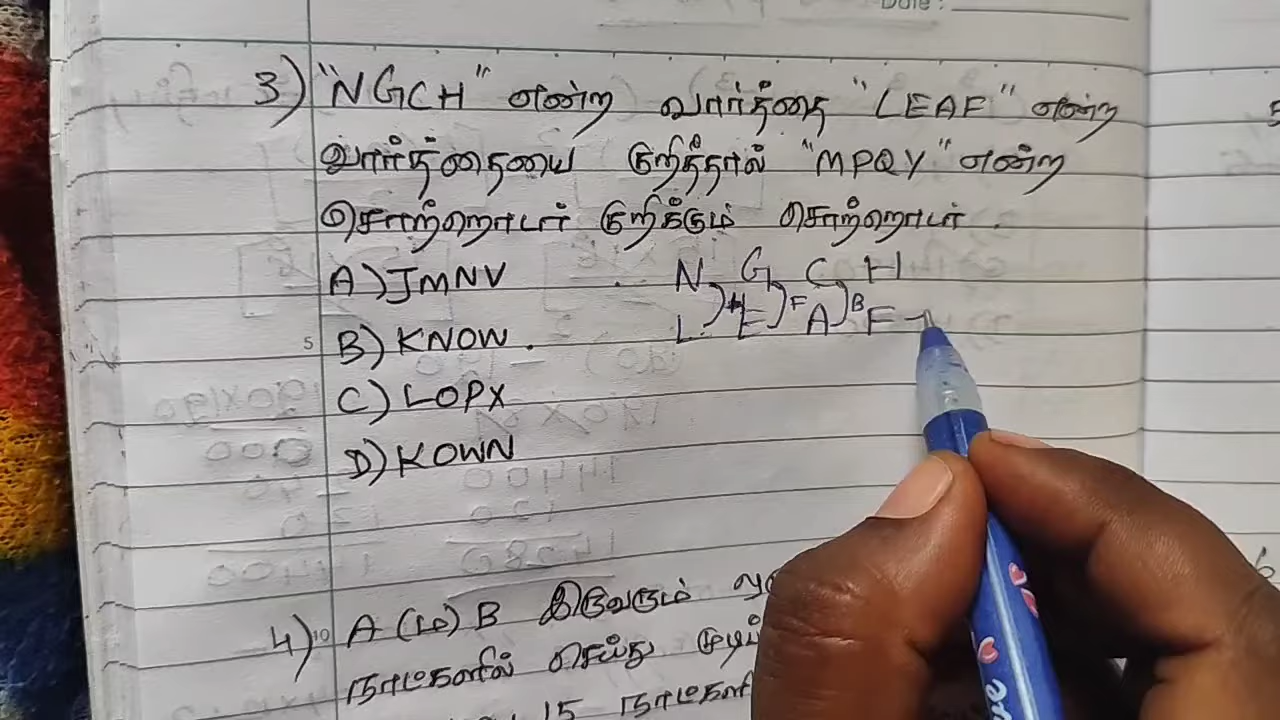 Date :
3) "NGCH" என்ற வார்த்தை "LEAF" என்ற
வார்த்தையை குறித்தால் "MPQY" என்ற
சொற்றொடர் குறிக்கும் சொற்றொடர் .
A) JMNV
N G C H
B) KNOW .
L E F A B F
C) LOPX
D) KOWN
4) A (ம) B இருவரும்
நாட்களில் செய்து
15 நாட்களி